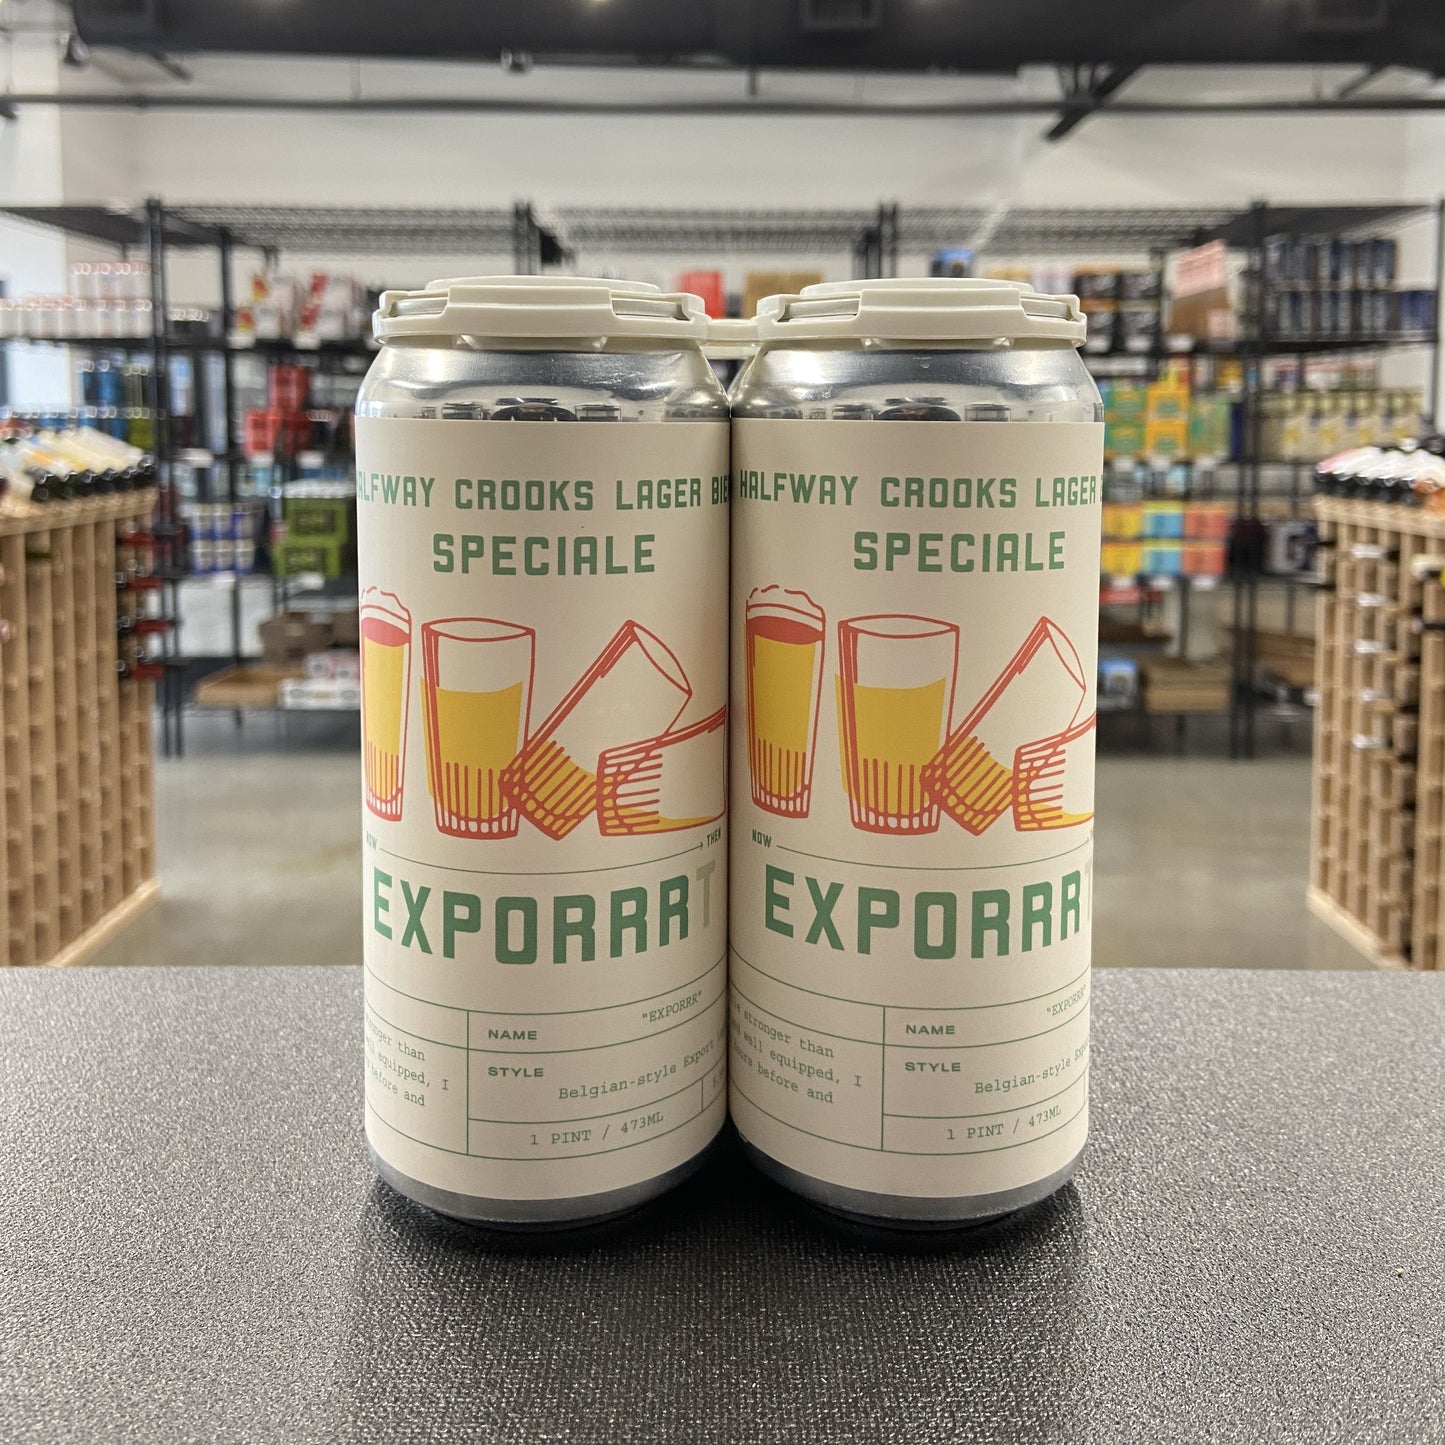 HALFWAY CROOKS LAGER
SPECIALE
NOW
THEN
EXPORRRT
stronger than
well equipped, I
before and
NAME "EXPORRR"
STYLE
Belgian-style Export
1 PINT / 473ML
HALFWAY CROOKS LAGER
SPECIALE
NOW
EXPORRRT
stronger than
well equipped, I
before and
NAME "EXPORRR"
STYLE
Belgian-style
1 PINT / 473ML